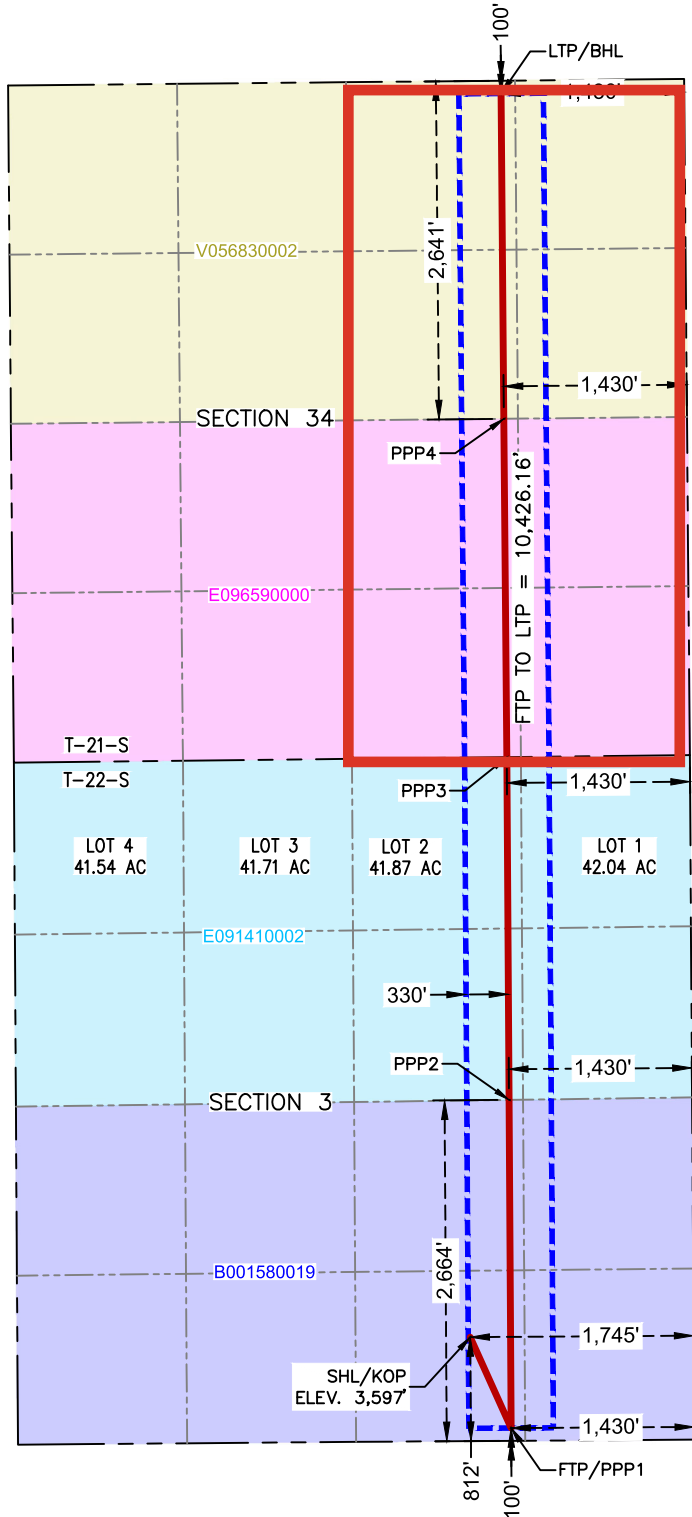 100'
LTP/BHL
1,430'
V056830002
2,641'
1,430'
SECTION 34
PPP4
FTP TO LTP = 10,426.16'
E096590000
T-21-S
T-22-S
PPP3
1,430'
LOT 4
41.54 AC
LOT 3
41.71 AC
LOT 2
41.87 AC
LOT 1
42.04 AC
E091410002
330'
PPP2
1,430'
SECTION 3
2,664'
B001580019
1,745'
SHL/KOP
ELEV. 3,597'
1,430'
812'
100'
FTP/PPP1